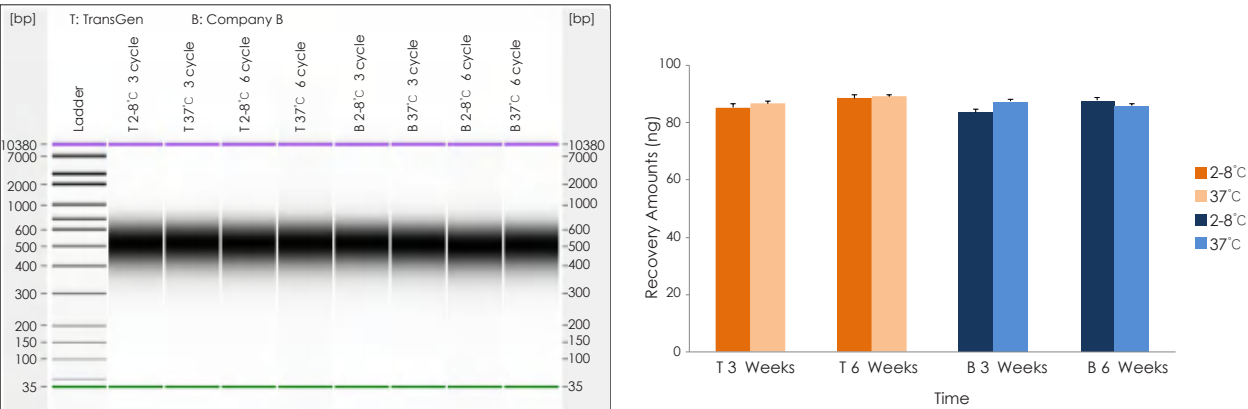 [bp] T: TransGen B: Company B [bp]
Ladder
T 2-8℃ 3 cycle
T 37℃ 3 cycle
T 2-8℃ 6 cycle
T 37℃ 6 cycle
B 2-8℃ 3 cycle
B 37℃ 3 cycle
B 2-8℃ 6 cycle
B 37℃ 6 cycle
10380
7000
2000
1000
600
500
400
300
200
150
100
35
10380
7000
2000
1000
600
500
400
300
200
150
100
35
Recovery Amounts (ng)
100
80
60
40
20
0
T 3 Weeks
T 6 Weeks
B 3 Weeks
B 6 Weeks
Time
2-8℃
37℃
2-8℃
37℃